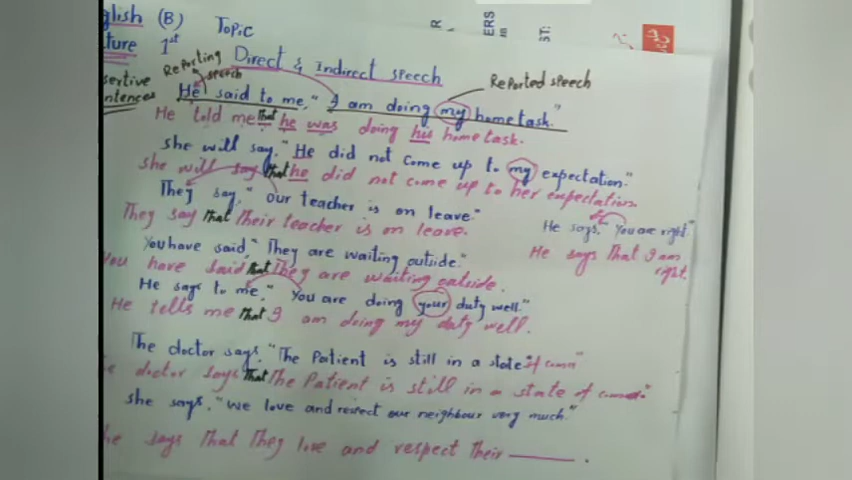 English (B) Topic
Lecture 1st
Direct & Indirect speech
Reporting speech
Reported speech
Assertive
Sentences
He said to me, "I am doing my home task."
He told me that he was doing his home task.
She will say, "He did not come up to my expectation."
She will say that he did not come up to her expectation.
They say, "our teacher is on leave."
They say that Their teacher is on leave.
He says, "You are right."
He says That I am right.
You have said, "They are waiting outside."
You have said that They are waiting outside.
He says to me, "You are doing your duty well."
He tells me that I am doing my duty well.
The doctor says, "The Patient is still in a state of coma"
The doctor says that The Patient is still in a state of coma."
She says, "we love and respect our neighbour very much."
She says That They love and respect Their ______.